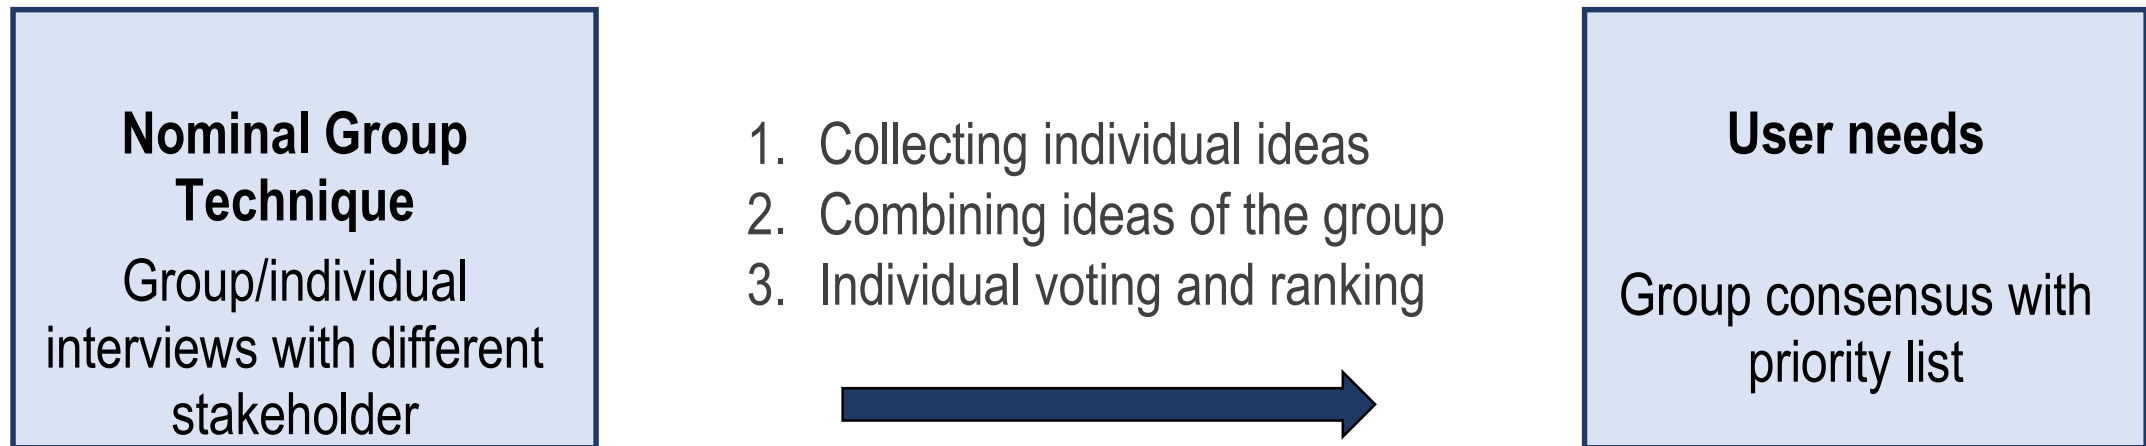 Nominal Group
Technique
Group/individual
interviews with different
stakeholder
1. Collecting individual ideas
2. Combining ideas of the group
3. Individual voting and ranking
User needs
Group consensus with
priority list